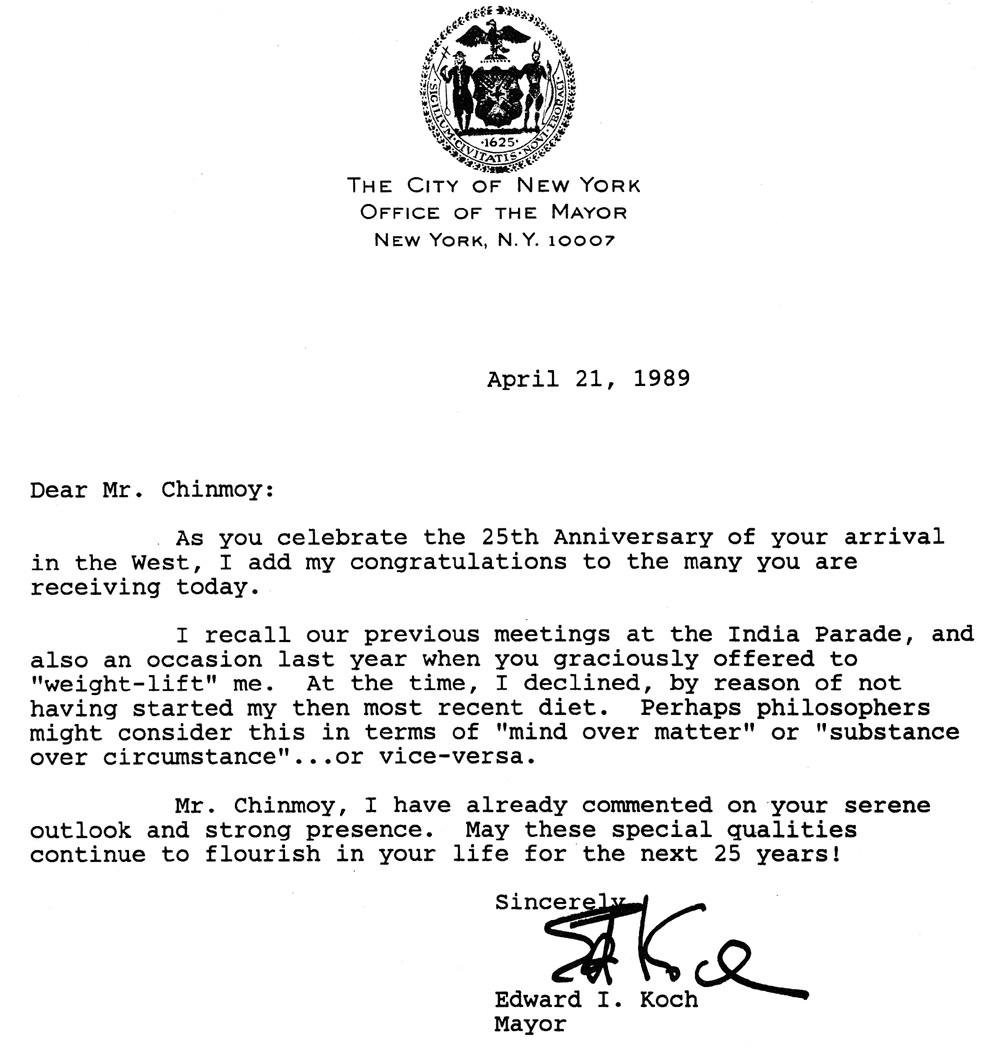 SIGILLUM · CIVITATIS · NOVI · EBORACI
·1625·
THE CITY OF NEW YORK
OFFICE OF THE MAYOR
NEW YORK, N.Y. 10007
April 21, 1989
Dear Mr. Chinmoy:
As you celebrate the 25th Anniversary of your arrival
in the West, I add my congratulations to the many you are
receiving today.
I recall our previous meetings at the India Parade, and
also an occasion last year when you graciously offered to
"weight-lift" me.  At the time, I declined, by reason of not
having started my then most recent diet.  Perhaps philosophers
might consider this in terms of "mind over matter" or "substance
over circumstance"...or vice-versa.
Mr. Chinmoy, I have already commented on your serene
outlook and strong presence.  May these special qualities
continue to flourish in your life for the next 25 years!
Sincerely
Ed Koch
Edward I. Koch
Mayor